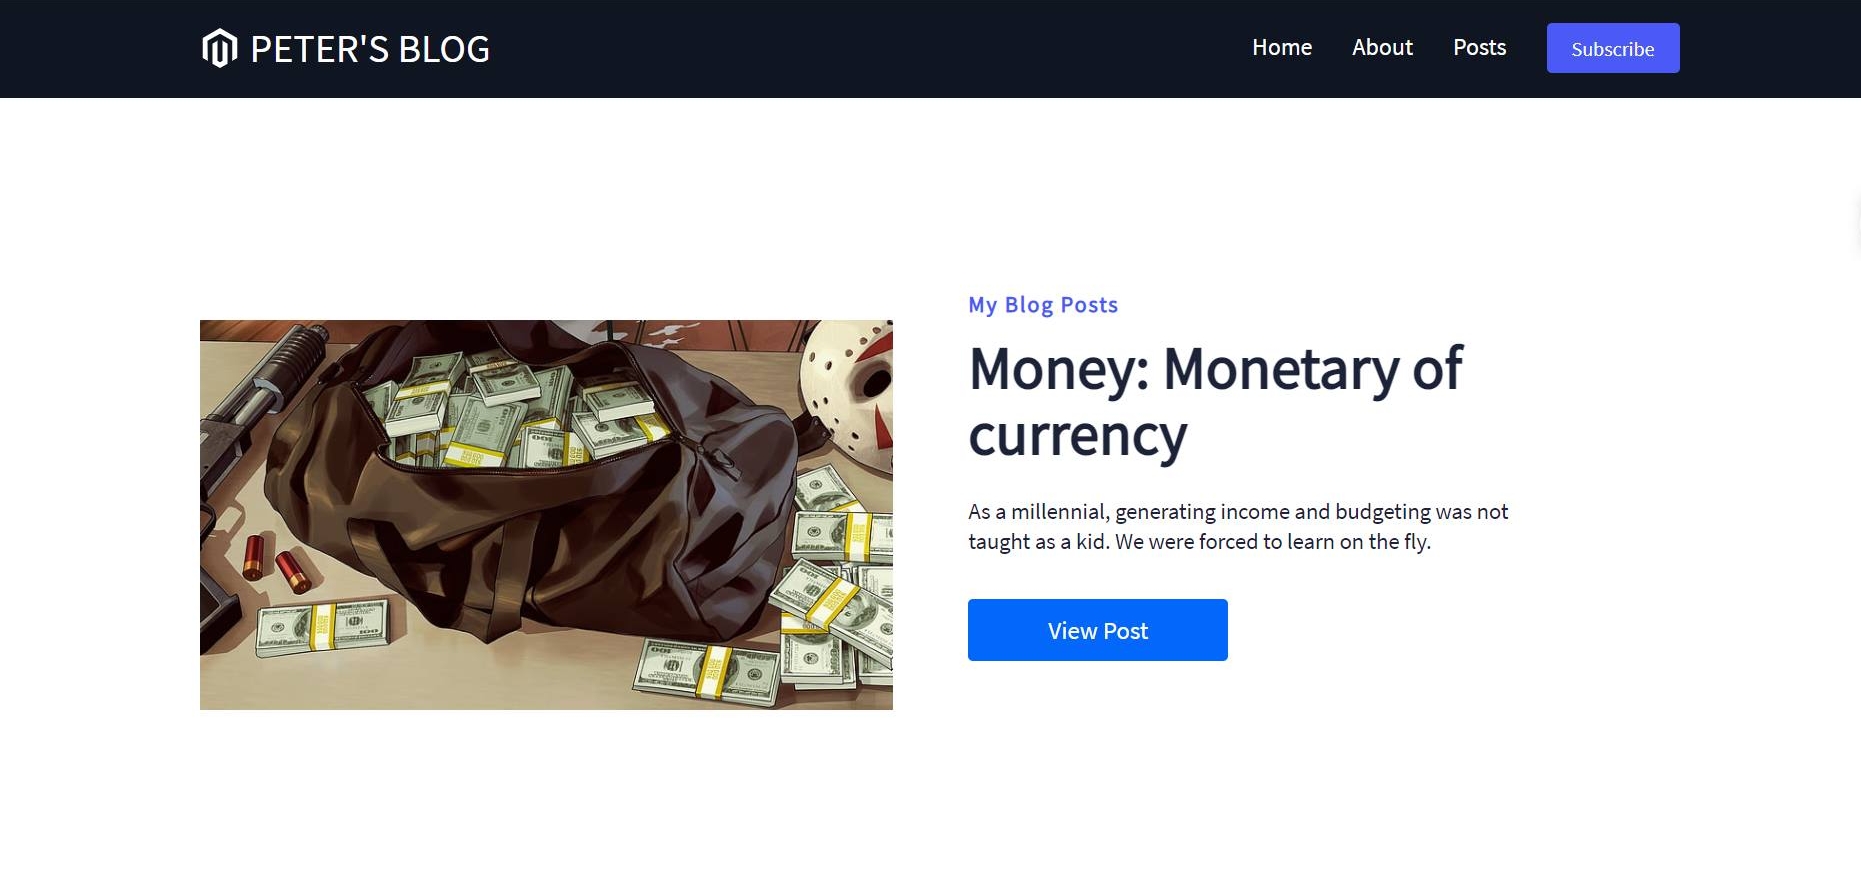 PETER'S BLOG
Home About Posts Subscribe
My Blog Posts
Money: Monetary of
currency
As a millennial, generating income and budgeting was not
taught as a kid. We were forced to learn on the fly.
View Post